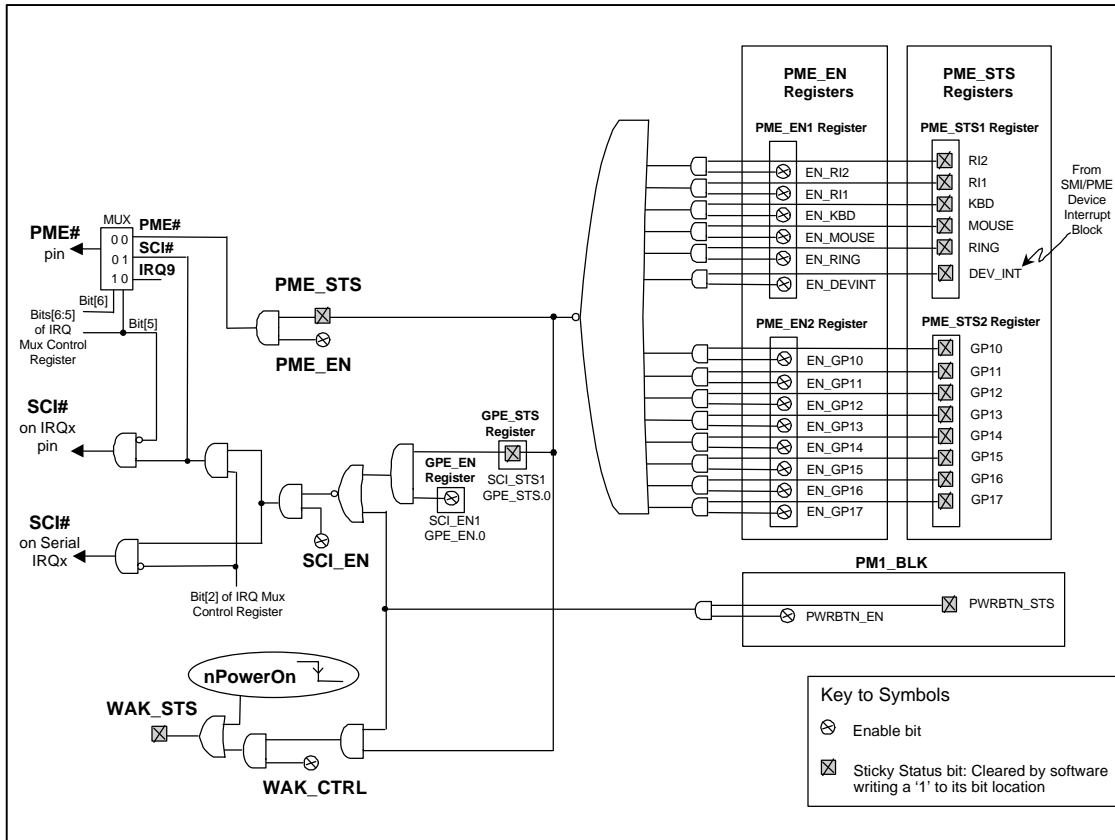 PME_EN
Registers
PME_STS
Registers
PME_EN1 Register
PME_STS1 Register
RI2
EN_RI2
RI1
EN_RI1
KBD
EN_KBD
MOUSE
EN_MOUSE
RING
EN_RING
DEV_INT
EN_DEVINT
From
SMI/PME
Device
Interrupt
Block
MUX
PME#
0 0
SCI#
0 1
IRQ9
1 0
PME#
pin
Bit[6]
Bits[6:5]
of IRQ
Mux Control
Register
Bit[5]
PME_STS
PME_EN
PME_EN2 Register
PME_STS2 Register
GP10
EN_GP10
GP11
EN_GP11
GP12
EN_GP12
GP13
EN_GP13
GP14
EN_GP14
GP15
EN_GP15
GP16
EN_GP16
GP17
EN_GP17
SCI#
on IRQx
pin
GPE_STS
Register
SCI_STS1
GPE_STS.0
GPE_EN
Register
SCI_EN1
GPE_EN.0
SCI_EN
SCI#
on Serial
IRQx
Bit[2] of IRQ Mux
Control Register
PM1_BLK
PWRBTN_STS
PWRBTN_EN
nPowerOn
WAK_STS
WAK_CTRL
Key to Symbols
Enable bit
Sticky Status bit: Cleared by software
writing a ‘1’ to its bit location